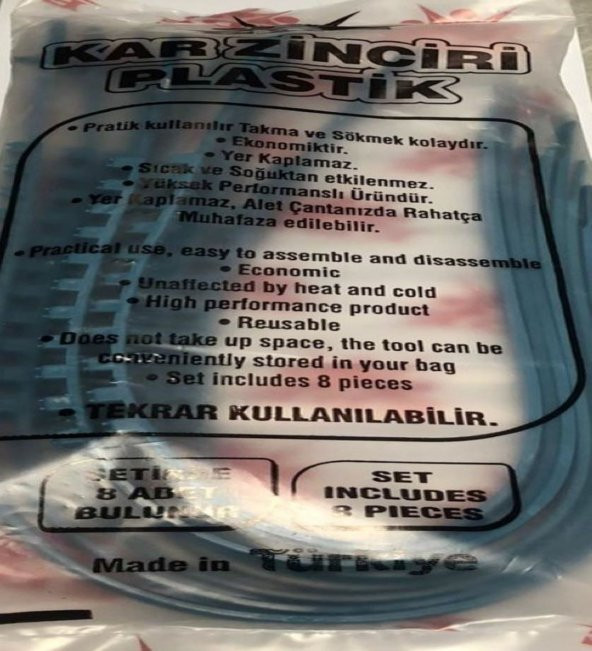 KAR ZİNCİRİ
PLASTİK
• Pratik kullanılır Takma ve Sökmek kolaydır.
• Ekonomiktir.
• Yer Kaplamaz.
• Sıcak ve Soğuktan etkilenmez.
• Yüksek Performanslı Üründür.
• Yer Kaplamaz, Alet Çantanızda Rahatça
Muhafaza edilebilir.
• Practical use, easy to assemble and disassemble
• Economic
• Unaffected by heat and cold
• High performance product
• Reusable
• Does not take up space, the tool can be
conveniently stored in your bag
• Set includes 8 pieces
• TEKRAR KULLANILABİLİR.
8 ADET
BULUNUR
SET
INCLUDES
8 PIECES
Made in Türkiye